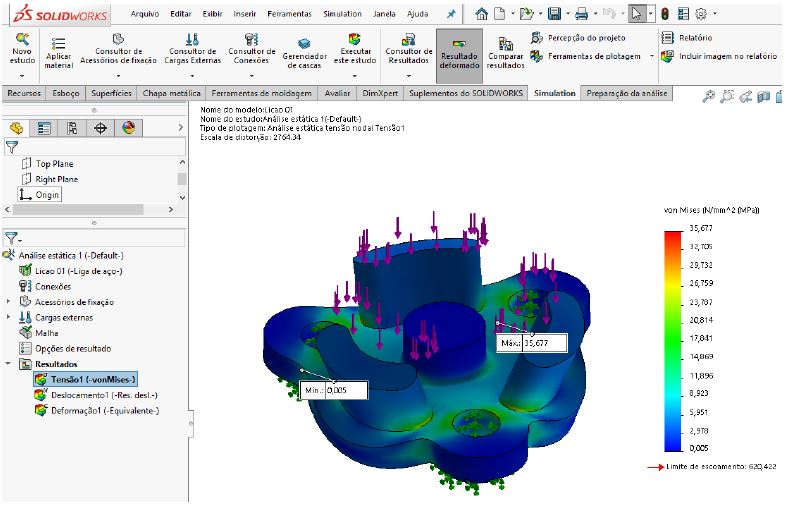 SOLIDWORKS Arquivo Editar Exibir Inserir Ferramentas Simulation Janela Ajuda
Novo estudo
Aplicar material
Consultor de Acessórios de fixação
Consultor de Cargas Externas
Consultor de Conexões
Gerenciador de cascas
Executar este estudo
Consultor de Resultados
Resultado deformado
Comparar resultados
Percepção do projeto
Ferramentas de plotagem
Relatório
Incluir imagem no relatório
Recursos Esboço Superfícies Chapa metálica Ferramentas de moldagem Avaliar DimXpert Suplementos do SOLIDWORKS Simulation Preparação da análise
Top Plane
Right Plane
Origin
Análise estática 1 (-Default-)
Licao 01 (-Liga de aço-)
Conexões
Acessórios de fixação
Cargas externas
Malha
Opções de resultado
Resultados
Tensão1 (-vonMises-)
Deslocamento1 (-Res. desl.-)
Deformação1 (-Equivalente-)
Nome do modelo:Licao 01
Nome do estudo:Análise estática 1(-Default-)
Tipo de plotagem: Análise estática tensão nodal Tensão1
Escala de distorção: 2764.34
Máx.: 35,677
Mín.: 0,005
von Mises (N/mm^2 (MPa))
35,677
32,705
29,732
26,759
23,787
20,814
17,841
14,869
11,896
8,923
5,951
2,978
0,005
Limite de escoamento: 620,422